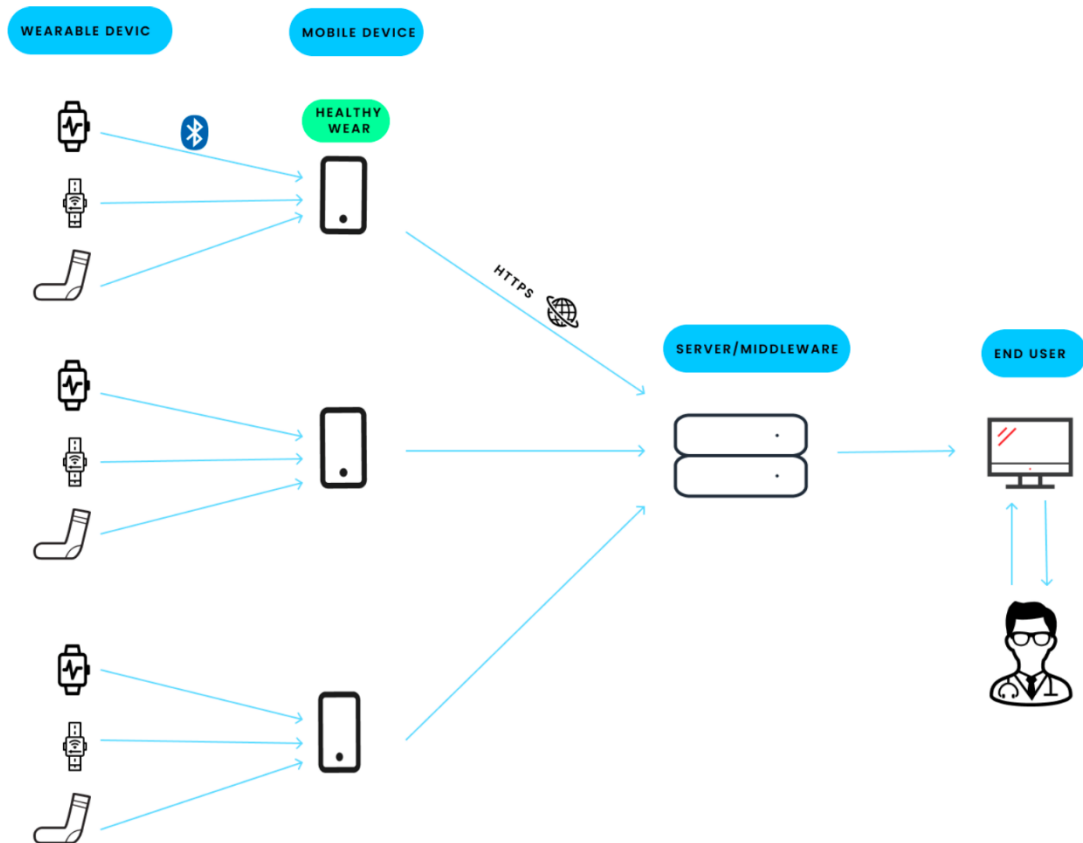 WEARABLE DEVIC
MOBILE DEVICE
HEALTHY
WEAR
HTTPS
SERVER/MIDDLEWARE
END USER